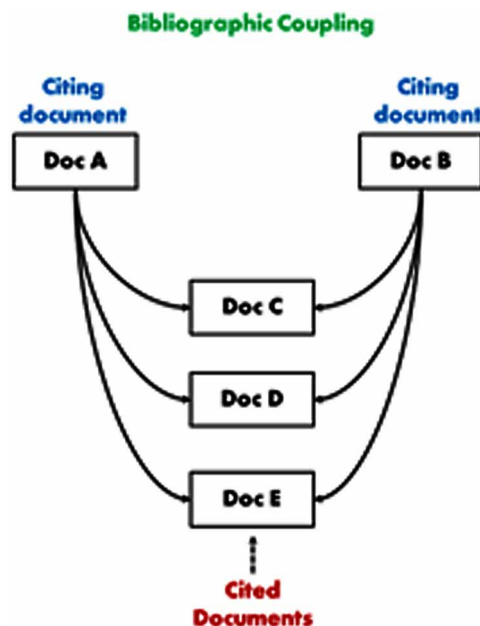 Bibliographic Coupling
Citing
document
Citing
document
Doc A
Doc B
Doc C
Doc D
Doc E
Cited
Documents